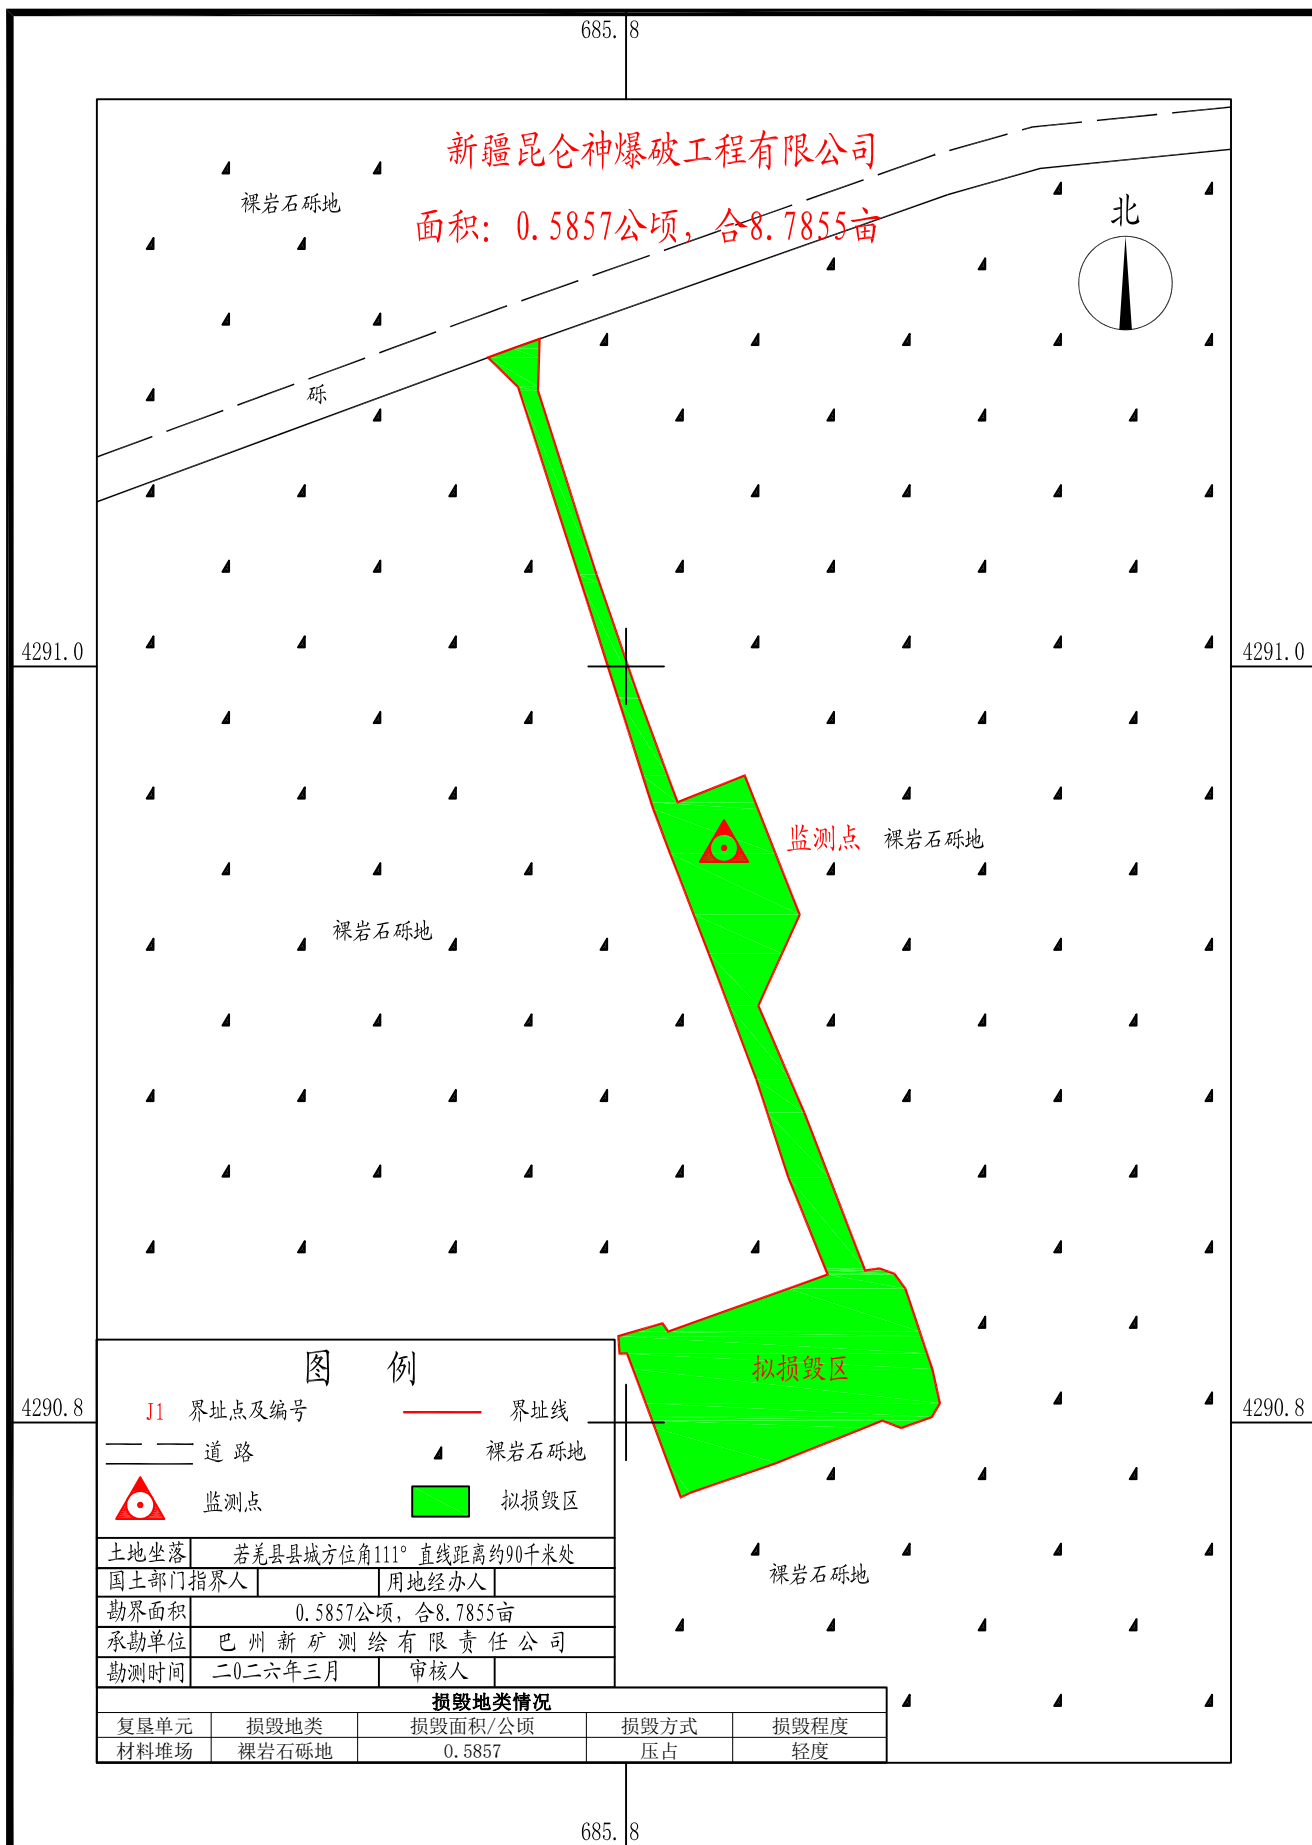 685.8
新疆昆仑神爆破工程有限公司
裸岩石砾地
面积：0.5857公顷，合8.7855亩
北
砾
4291.0
4291.0
监测点 裸岩石砾地
裸岩石砾地
拟损毁区
图 例
J1 界址点及编号 界址线
道 路 裸岩石砾地
监测点 拟损毁区
4290.8
4290.8
土地坐落 若羌县县城方位角111° 直线距离约90千米处
国土部门指界人 用地经办人
勘界面积 0.5857公顷，合8.7855亩
承勘单位 巴州新矿测绘有限责任公司
勘测时间 二0二六年三月 审核人
裸岩石砾地
损毁地类情况
复垦单元 损毁地类 损毁面积/公顷 损毁方式 损毁程度
材料堆场 裸岩石砾地 0.5857 压占 轻度
685.8